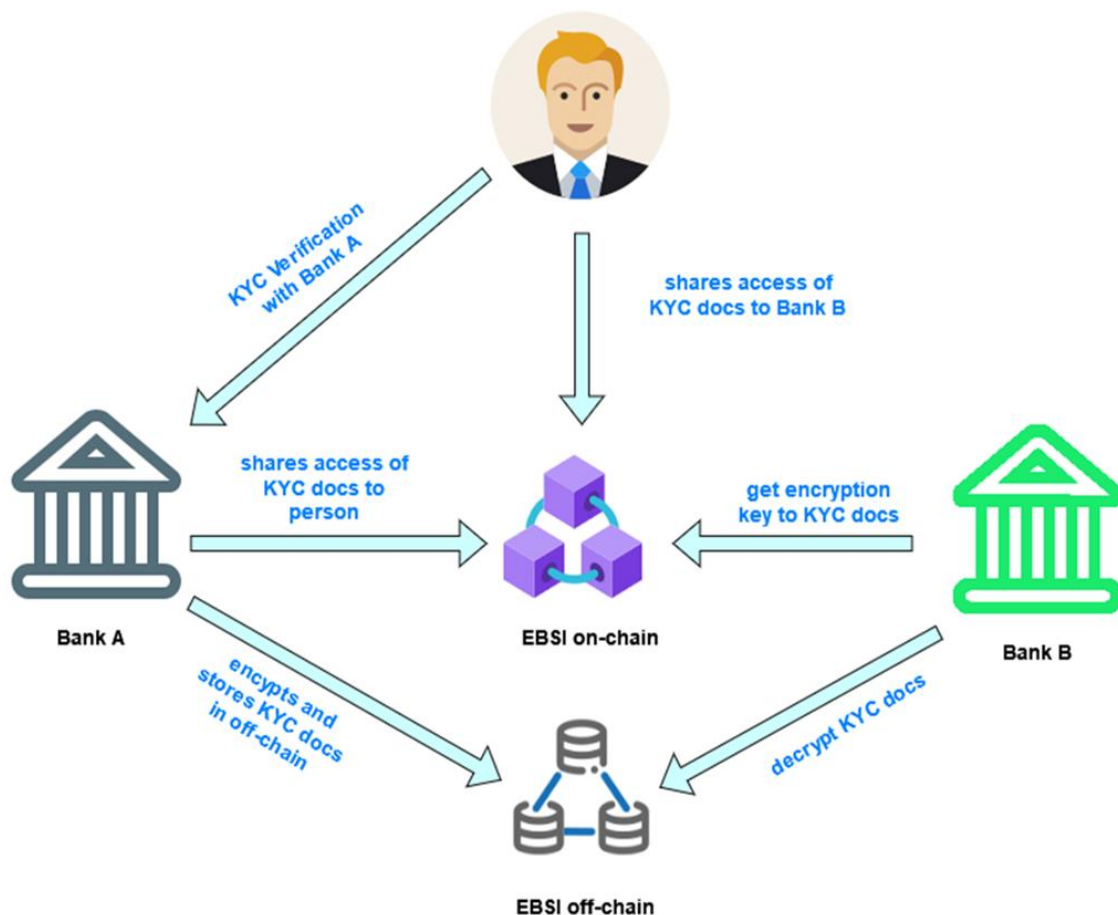 KYC Verification
with Bank A
shares access of
KYC docs to Bank B
shares access of
KYC docs to
person
get encryption
key to KYC docs
Bank A
EBSI on-chain
Bank B
encypts and
stores KYC docs
in off-chain
decrypt KYC docs
EBSI off-chain